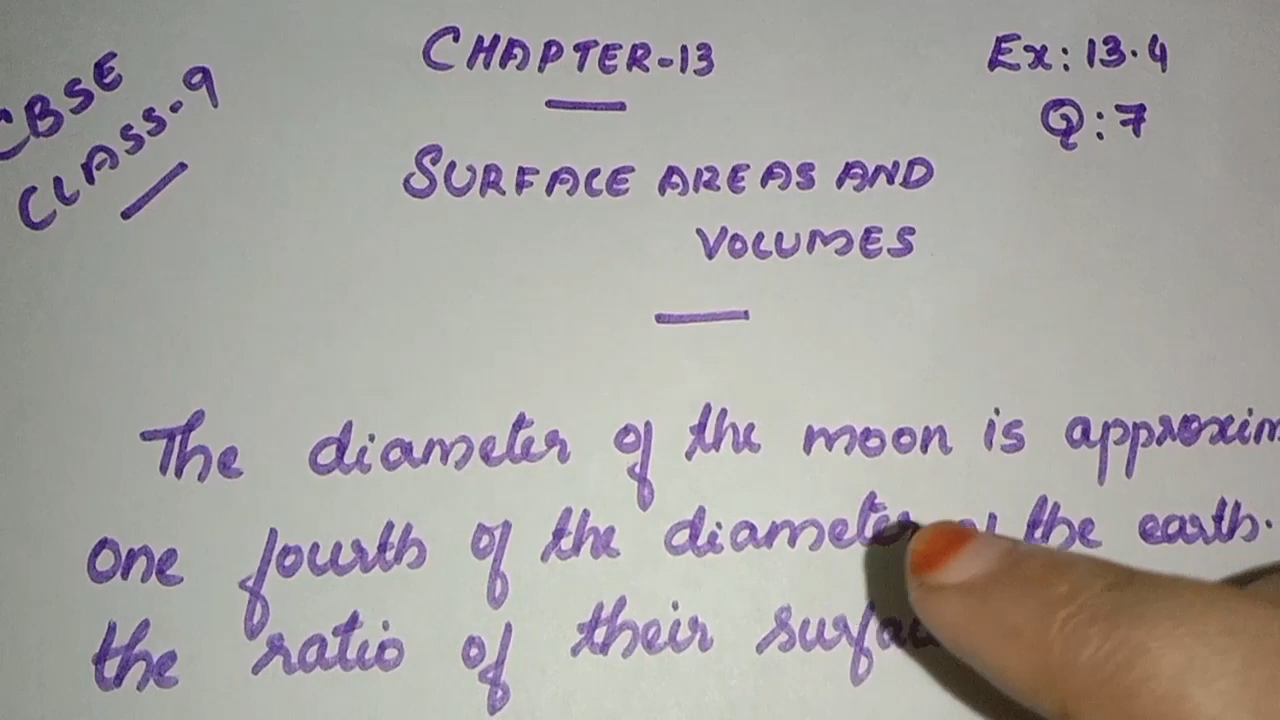 CBSE
CLASS-9
CHAPTER-13
Ex: 13.4
Q:7
SURFACE AREAS AND
VOLUMES
The diameter of the moon is approxim
One fourth of the diameter the earth.
the ratio of their